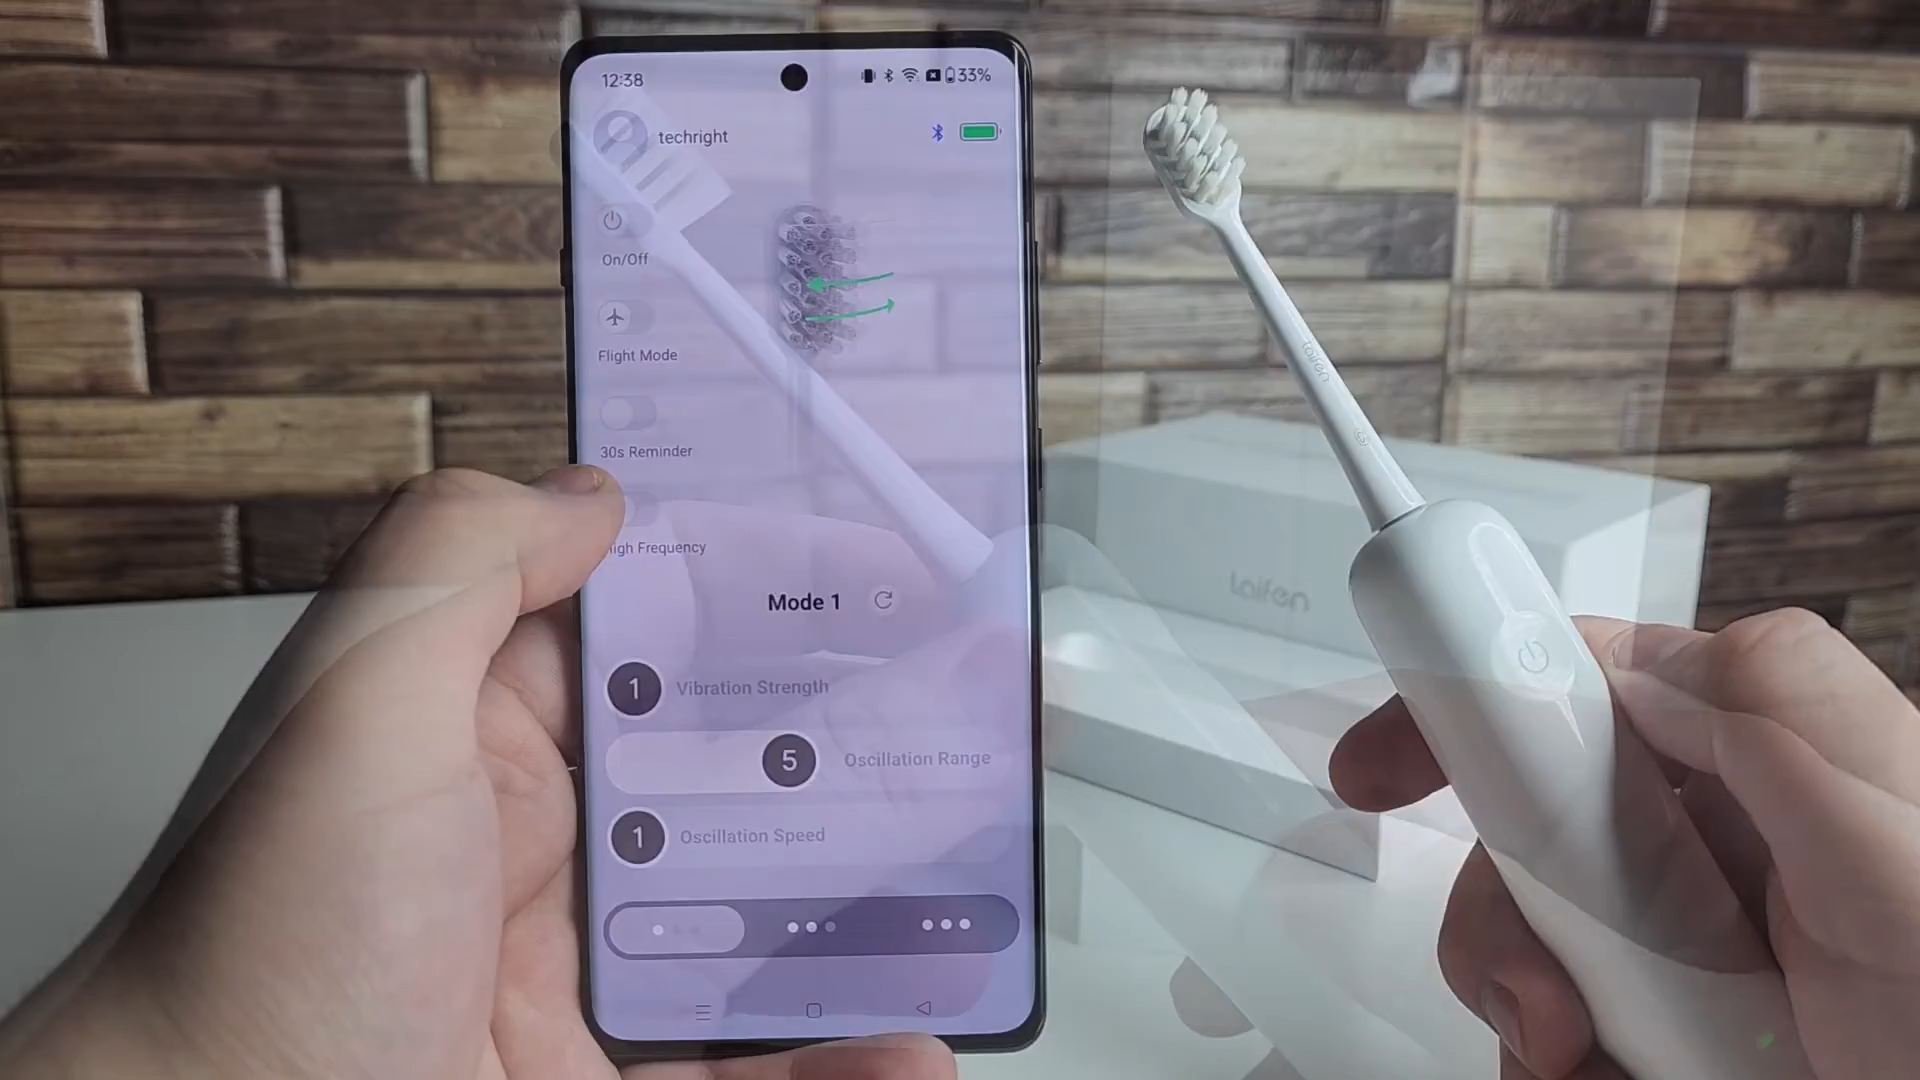 12:38
33%
techright
On/Off
Flight Mode
30s Reminder
High Frequency
Mode 1
1 Vibration Strength
5 Oscillation Range
1 Oscillation Speed
laifen
laifen